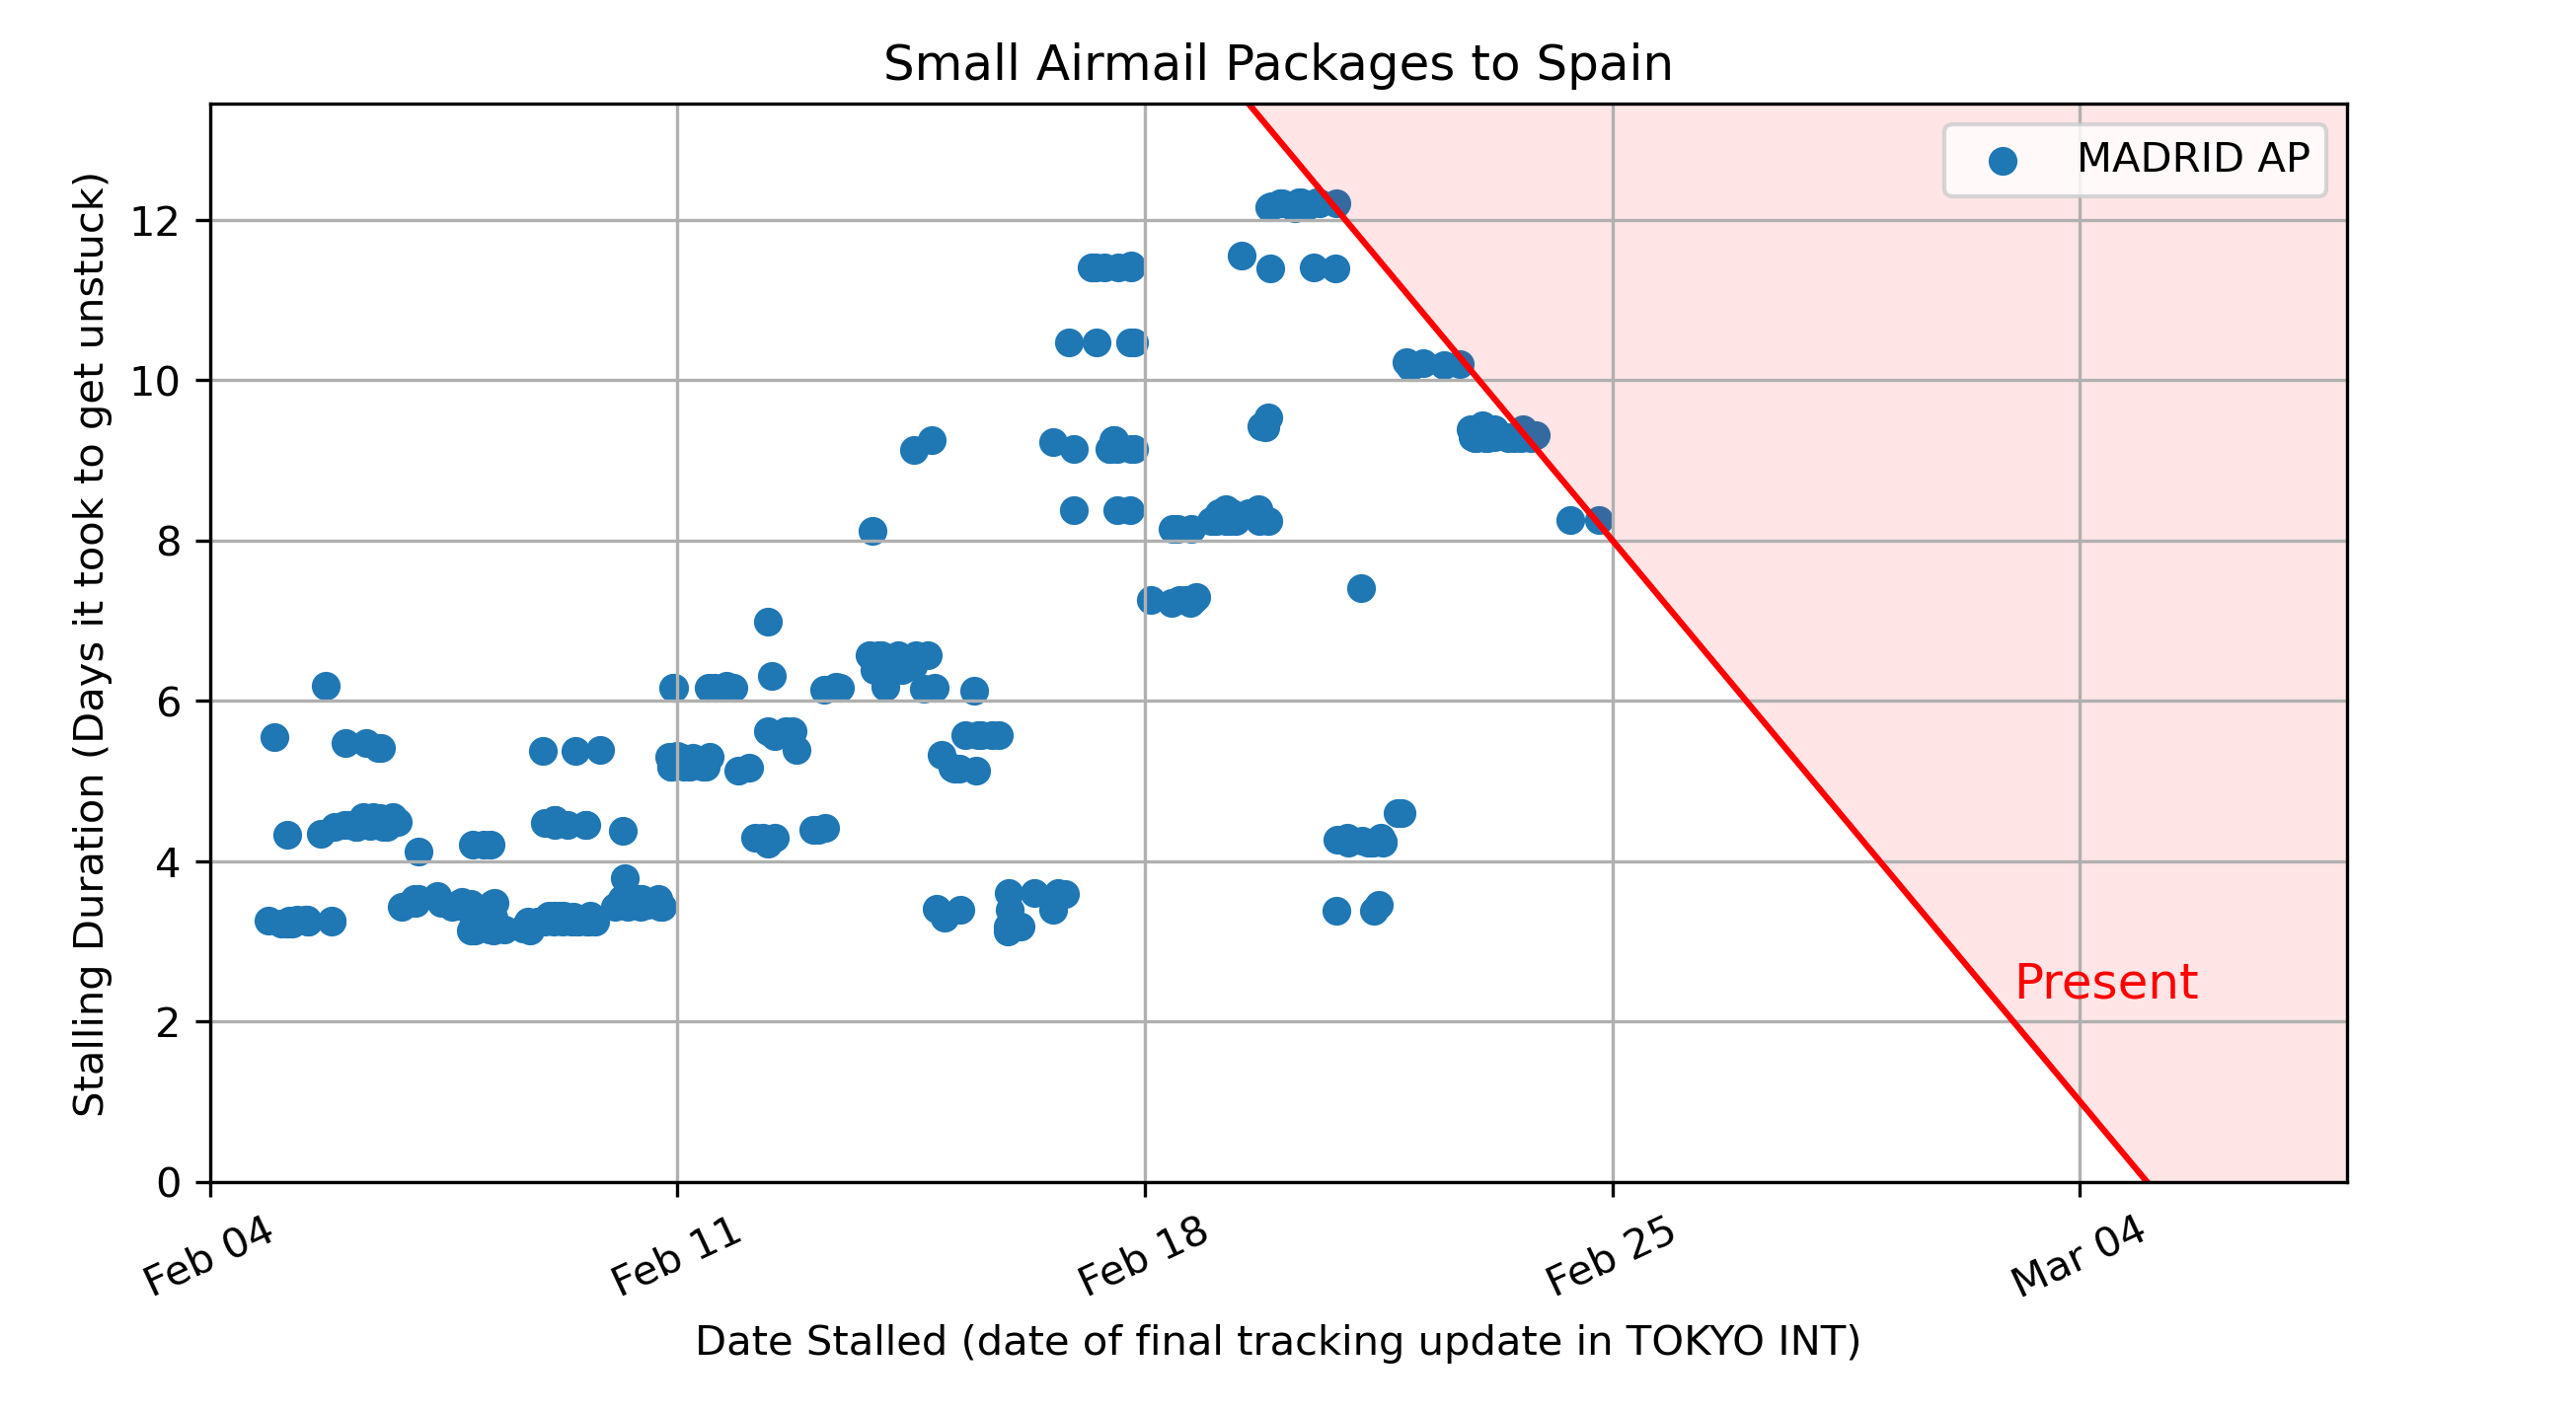 Small Airmail Packages to Spain
MADRID AP
Stalling Duration (Days it took to get unstuck)
12
10
8
6
4
2
0
Present
Feb 04
Feb 11
Feb 18
Feb 25
Mar 04
Date Stalled (date of final tracking update in TOKYO INT)